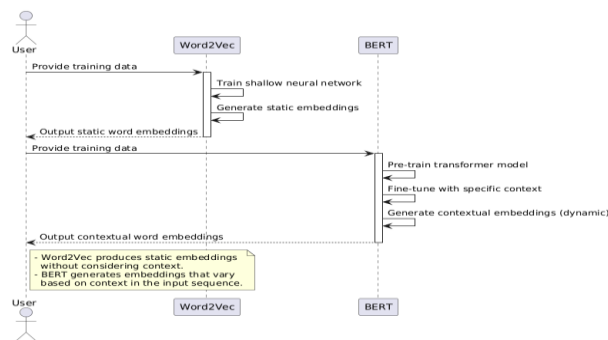 User
Word2Vec
BERT
Provide training data
Train shallow neural network
Generate static embeddings
Output static word embeddings
Provide training data
Pre-train transformer model
Fine-tune with specific context
Generate contextual embeddings (dynamic)
Output contextual word embeddings
- Word2Vec produces static embeddings
without considering context.
- BERT generates embeddings that vary
based on context in the input sequence.
User
Word2Vec
BERT